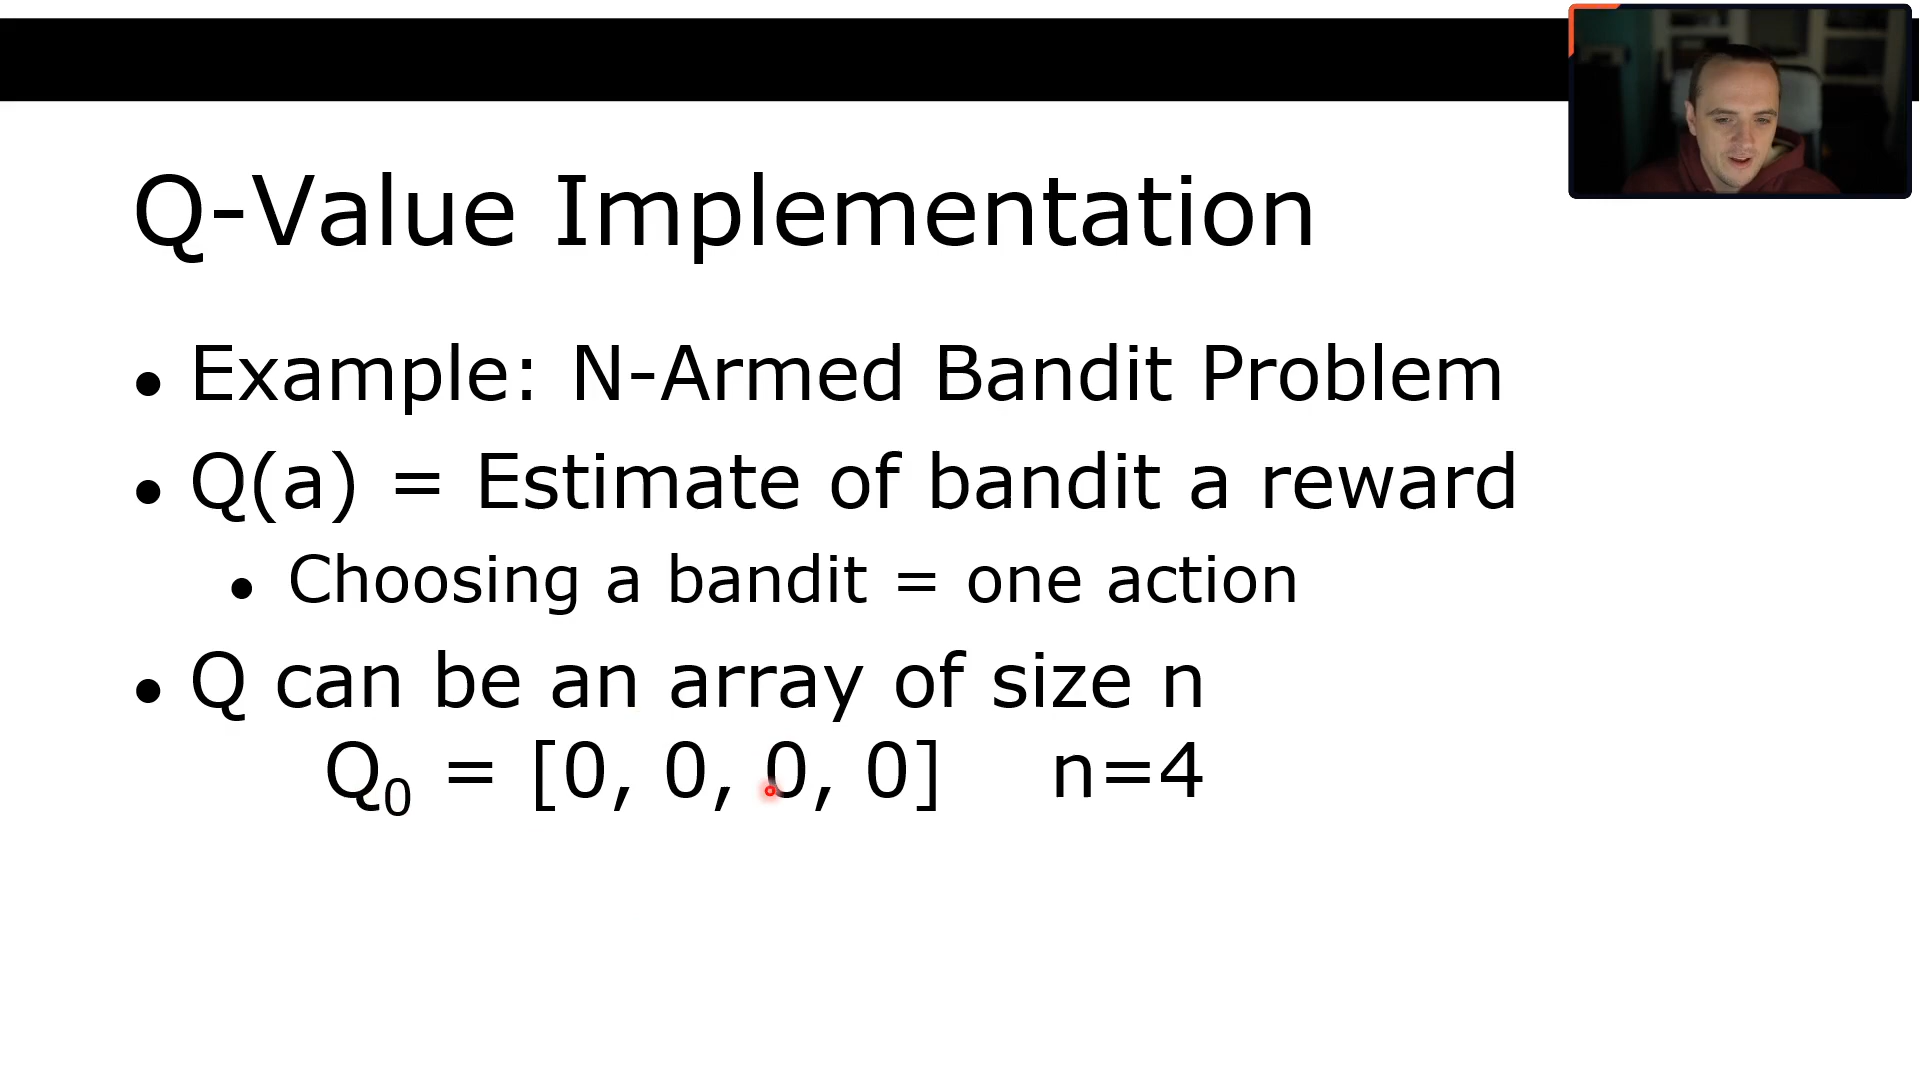 Q-Value Implementation
• Example: N-Armed Bandit Problem
• Q(a) = Estimate of bandit a reward
• Choosing a bandit = one action
• Q can be an array of size n
Q₀ = [0, 0, 0, 0] n=4